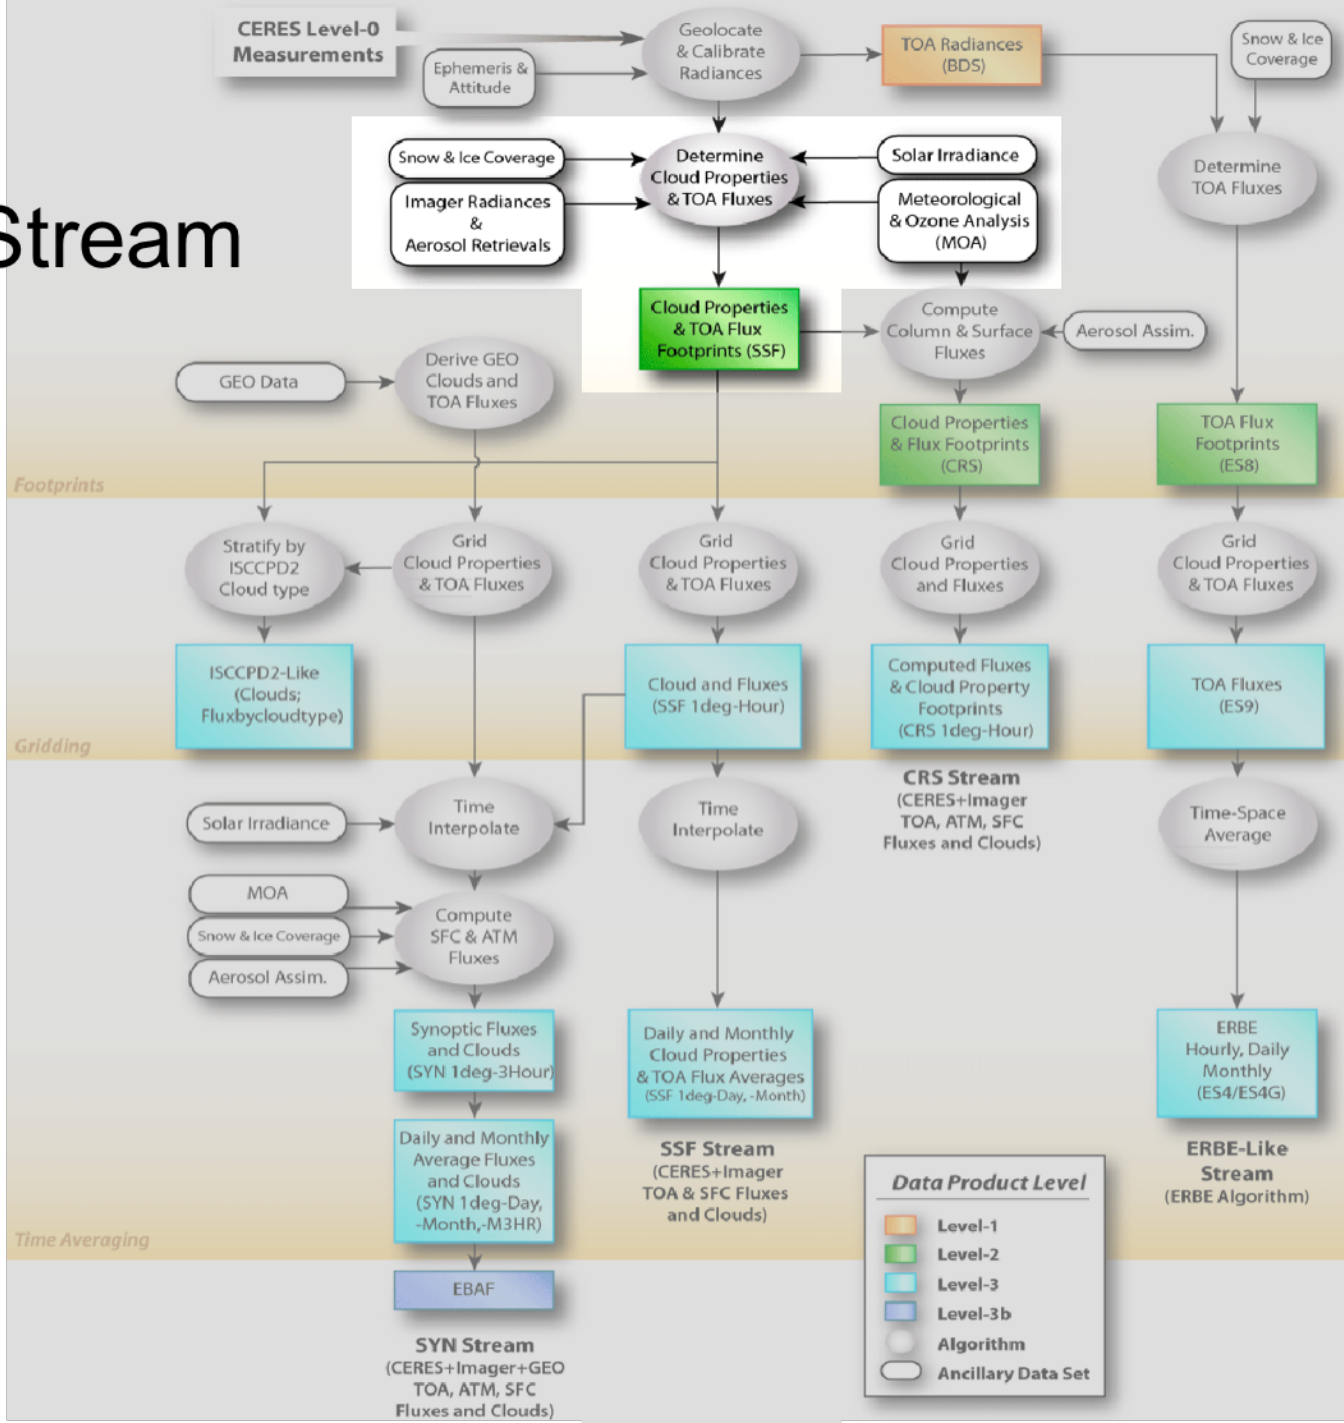 CERES Level-0
Measurements
Geolocate
& Calibrate
Radiances
TOA Radiances
(BDS)
Snow & Ice
Coverage
Ephemeris &
Attitude
Snow & Ice Coverage
Determine
Cloud Properties
& TOA Fluxes
Solar Irradiance
Determine
TOA Fluxes
Imager Radiances
&
Aerosol Retrievals
Meteorological
& Ozone Analysis
(MOA)
Stream
Cloud Properties
& TOA Flux
Footprints (SSF)
Compute
Column & Surface
Fluxes
Aerosol Assim.
GEO Data
Derive GEO
Clouds and
TOA Fluxes
Cloud Properties
& Flux Footprints
(CRS)
TOA Flux
Footprints
(ES8)
Footprints
Stratify by
ISCCPD2
Cloud type
Grid
Cloud Properties
& TOA Fluxes
Grid
Cloud Properties
& TOA Fluxes
Grid
Cloud Properties
and Fluxes
Grid
Cloud Properties
& TOA Fluxes
ISCCPD2-Like
(Clouds;
Fluxbycloudtype)
Cloud and Fluxes
(SSF 1deg-Hour)
Computed Fluxes
& Cloud Property
Footprints
(CRS 1deg-Hour)
TOA Fluxes
(ES9)
Gridding
CRS Stream
(CERES+Imager
TOA, ATM, SFC
Fluxes and Clouds)
Solar Irradiance
Time
Interpolate
Time
Interpolate
Time-Space
Average
MOA
Snow & Ice Coverage
Aerosol Assim.
Compute
SFC & ATM
Fluxes
Synoptic Fluxes
and Clouds
(SYN 1deg-3Hour)
Daily and Monthly
Cloud Properties
& TOA Flux Averages
(SSF 1deg-Day, -Month)
ERBE
Hourly, Daily
Monthly
(ES4/ES4G)
Daily and Monthly
Average Fluxes
and Clouds
(SYN 1deg-Day,
-Month,-M3HR)
SSF Stream
(CERES+Imager
TOA & SFC Fluxes
and Clouds)
ERBE-Like
Stream
(ERBE Algorithm)
Time Averaging
EBAF
SYN Stream
(CERES+Imager+GEO
TOA, ATM, SFC
Fluxes and Clouds)
Data Product Level
Level-1
Level-2
Level-3
Level-3b
Algorithm
Ancillary Data Set